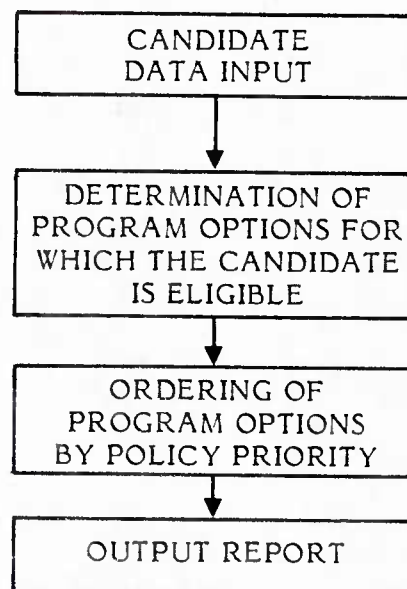 CANDIDATE
DATA INPUT
DETERMINATION OF
PROGRAM OPTIONS FOR
WHICH THE CANDIDATE
IS ELIGIBLE
ORDERING OF
PROGRAM OPTIONS
BY POLICY PRIORITY
OUTPUT REPORT